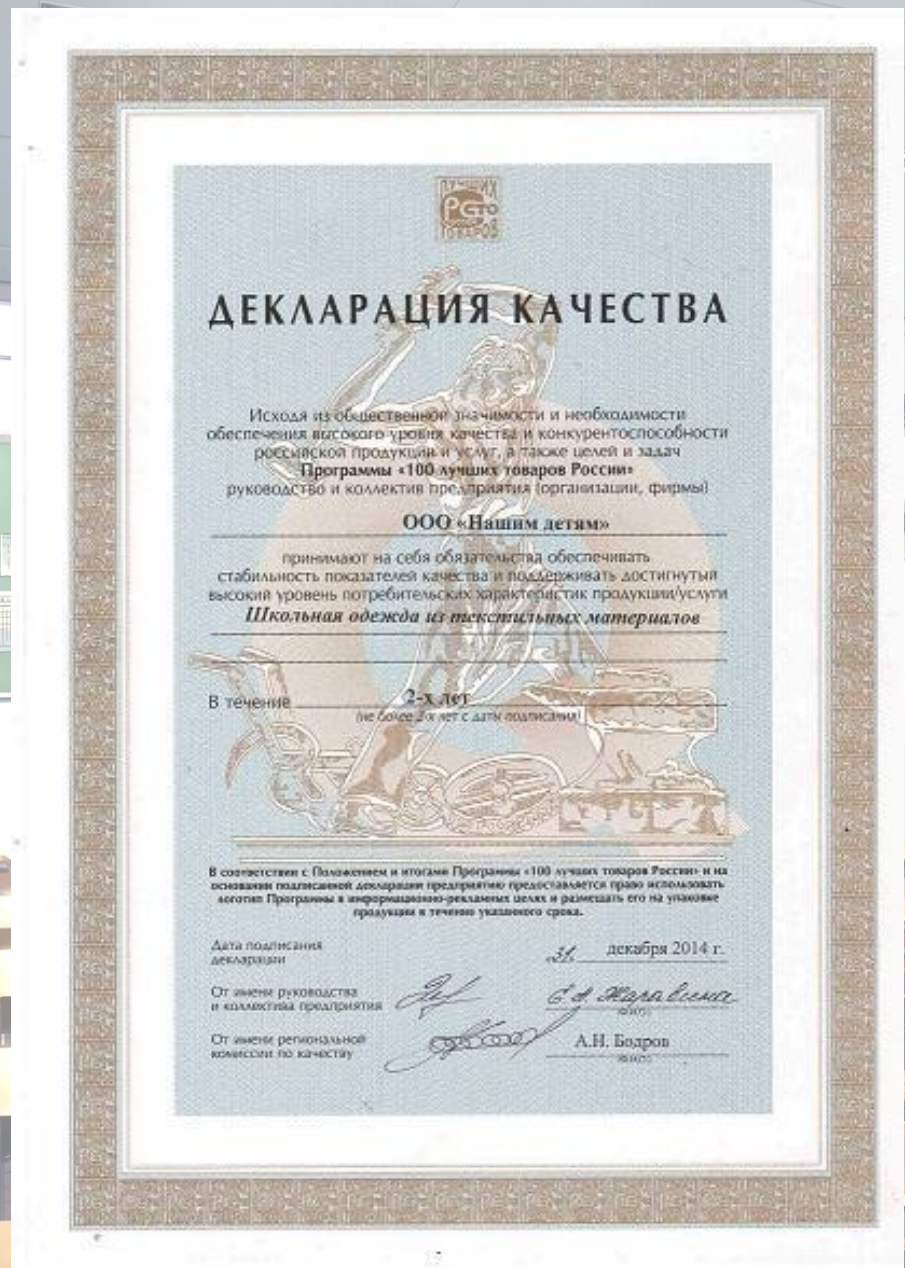 ЛУЧШИХ
СТО
ТОВАРОВ
ДЕКЛАРАЦИЯ КАЧЕСТВА
Исходя из общественной значимости и необходимости
обеспечения высокого уровня качества и конкурентоспособности
российской продукции и услуг, а также целей и задач
Программы «100 лучших товаров России»
руководство и коллектив предприятия (организации, фирмы)
ООО «Нашим детям»
принимают на себя обязательства обеспечивать
стабильность показателей качества и поддерживать достигнутый
высокий уровень потребительских характеристик продукции/услуги
Школьная одежда из текстильных материалов
В течение 2-х лет
(не более 2-х лет с даты подписания)
В соответствии с Положением и итогами Программы «100 лучших товаров России» и на
основании подписанной декларации предприятию предоставляется право использовать
логотип Программы в информационно-рекламных целях и размещать его на упаковке
продукции в течение указанного срока.
Дата подписания
декларации
31 декабря 2014 г.
От имени руководства
и коллектива предприятия
(Ф.И.О.)
От имени региональной
комиссии по качеству
А.Н. Бодров
(Ф.И.О.)